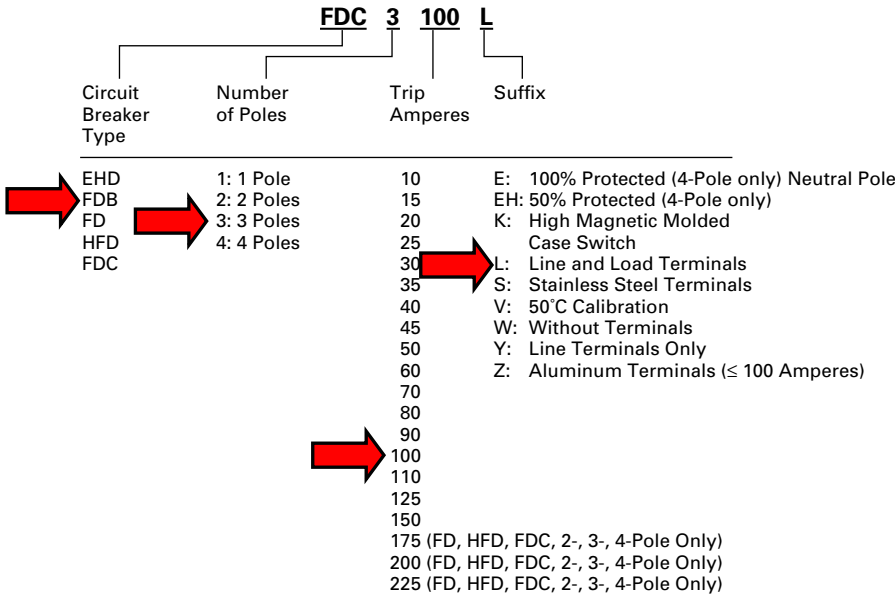 FDC 3 100 L
Circuit Breaker Type
Number of Poles
Trip Amperes
Suffix
EHD
FDB
FD
HFD
FDC
1: 1 Pole
2: 2 Poles
3: 3 Poles
4: 4 Poles
10
15
20
25
30
35
40
45
50
60
70
80
90
100
110
125
150
175 (FD, HFD, FDC, 2-, 3-, 4-Pole Only)
200 (FD, HFD, FDC, 2-, 3-, 4-Pole Only)
225 (FD, HFD, FDC, 2-, 3-, 4-Pole Only)
E: 100% Protected (4-Pole only) Neutral Pole
EH: 50% Protected (4-Pole only)
K: High Magnetic Molded
Case Switch
L: Line and Load Terminals
S: Stainless Steel Terminals
V: 50˚C Calibration
W: Without Terminals
Y: Line Terminals Only
Z: Aluminum Terminals (≤ 100 Amperes)